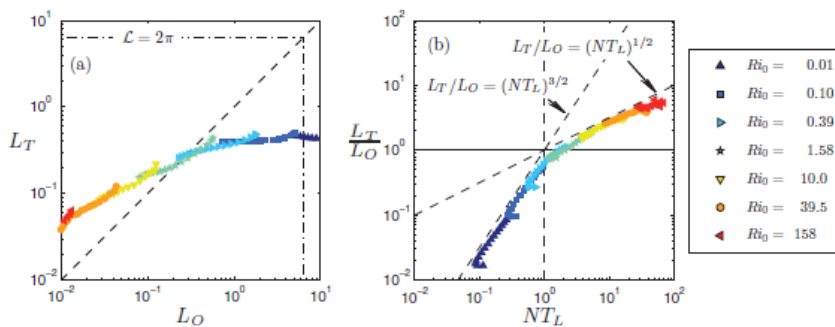 10^1
10^0
10^{-1}
10^{-2}
L_T
\mathcal{L} = 2\pi
(a)
10^{-2} 10^{-1} 10^0 10^1
L_O
10^3
10^2
10^1
10^0
10^{-1}
10^{-2}
L_T
L_O
(b)
L_T/L_O = (NT_L)^{1/2}
L_T/L_O = (NT_L)^{3/2}
10^{-1} 10^0 10^1 10^2
NT_L
Ri_0 = 0.01
Ri_0 = 0.10
Ri_0 = 0.39
Ri_0 = 1.58
Ri_0 = 10.0
Ri_0 = 39.5
Ri_0 = 158